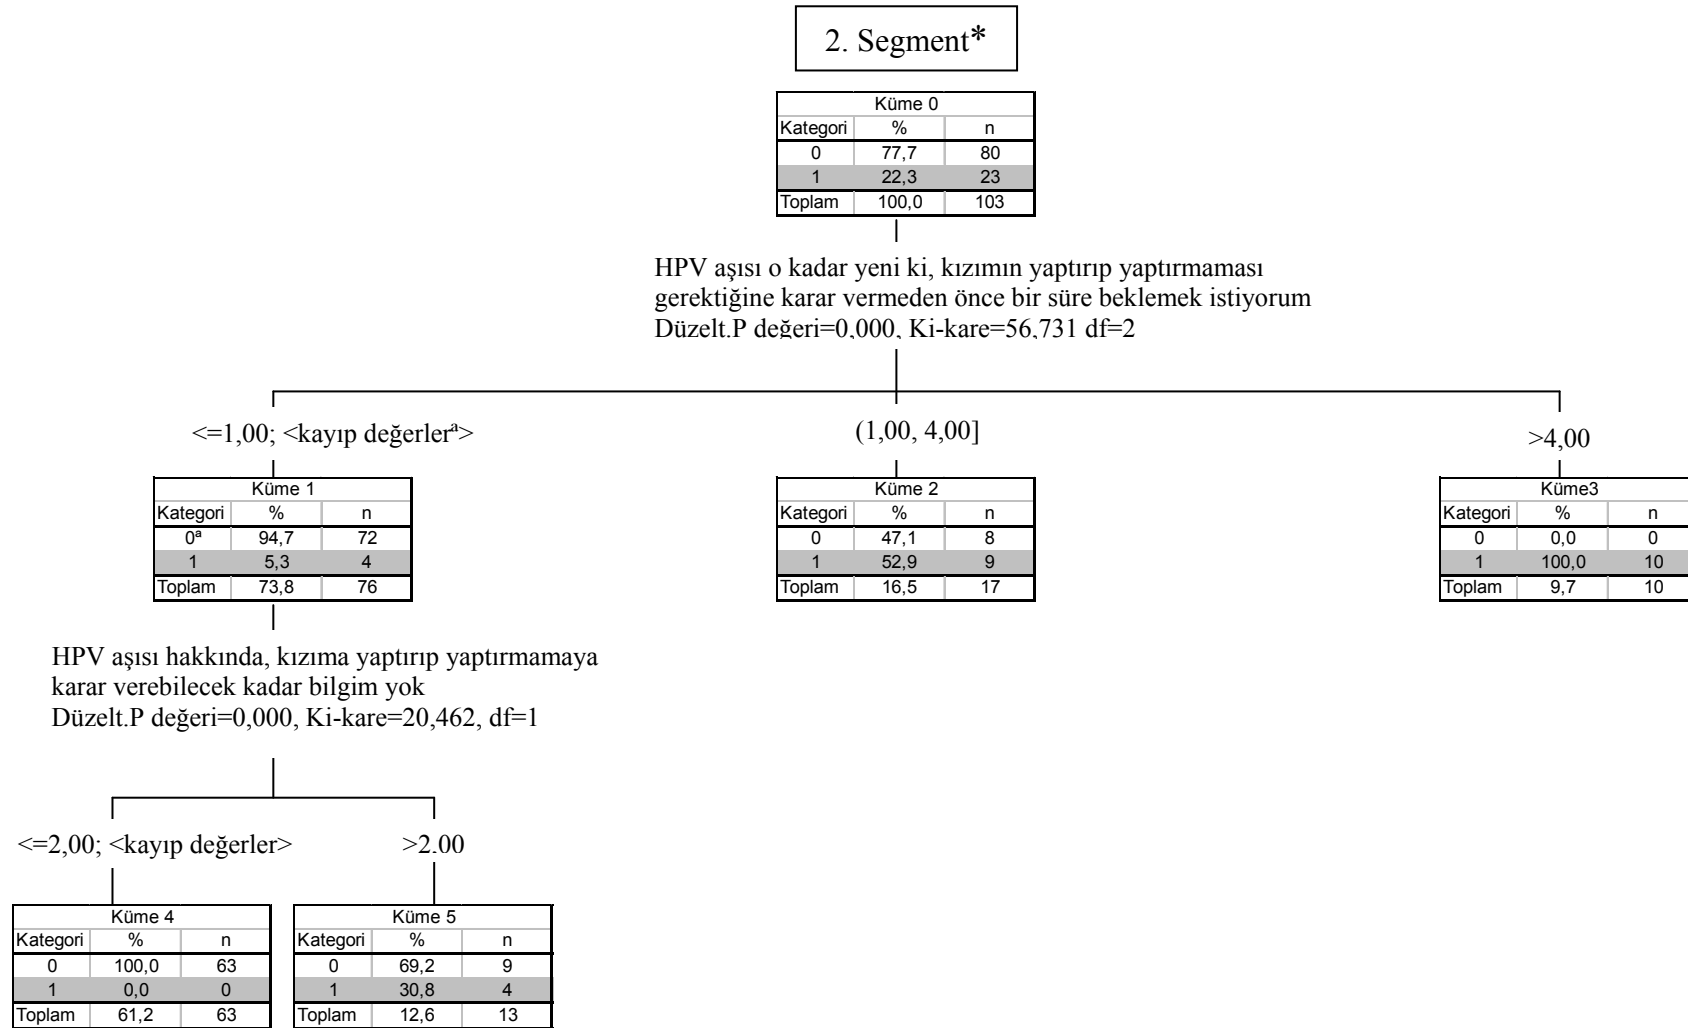 2. Segment*
Küme 0
Kategori % n
0 77,7 80
1 22,3 23
Toplam 100,0 103
HPV aşısı o kadar yeni ki, kızımın yaptırıp yaptırmaması
gerektiğine karar vermeden önce bir süre beklemek istiyorum
Düzelt.P değeri=0,000, Ki-kare=56,731 df=2
<=1,00; <kayıp değerlerª>
(1,00, 4,00]
>4,00
Küme 1
Kategori % n
0ª 94,7 72
1 5,3 4
Toplam 73,8 76
Küme 2
Kategori % n
0 47,1 8
1 52,9 9
Toplam 16,5 17
Küme3
Kategori % n
0 0,0 0
1 100,0 10
Toplam 9,7 10
HPV aşısı hakkında, kızıma yaptırıp yaptırmamaya
karar verebilecek kadar bilgim yok
Düzelt.P değeri=0,000, Ki-kare=20,462, df=1
<=2,00; <kayıp değerler>
>2.00
Küme 4
Kategori % n
0 100,0 63
1 0,0 0
Toplam 61,2 63
Küme 5
Kategori % n
0 69,2 9
1 30,8 4
Toplam 12,6 13